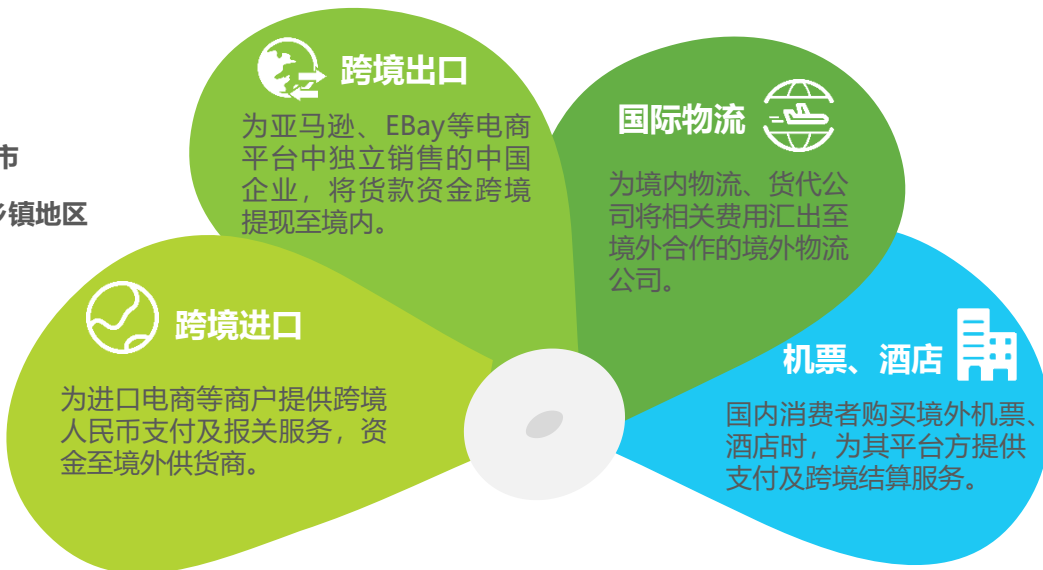 跨境出口
为亚马逊、EBay等电商
平台中独立销售的中国
企业，将货款资金跨境
提现至境内。
国际物流
为境内物流、货代公
司将相关费用汇出至
境外合作的境外物流
公司。
市
镇地区
跨境进口
为进口电商等商户提供跨境
人民币支付及报关服务，资
金至境外供货商。
机票、酒店
国内消费者购买境外机票、
酒店时，为其平台方提供
支付及跨境结算服务。